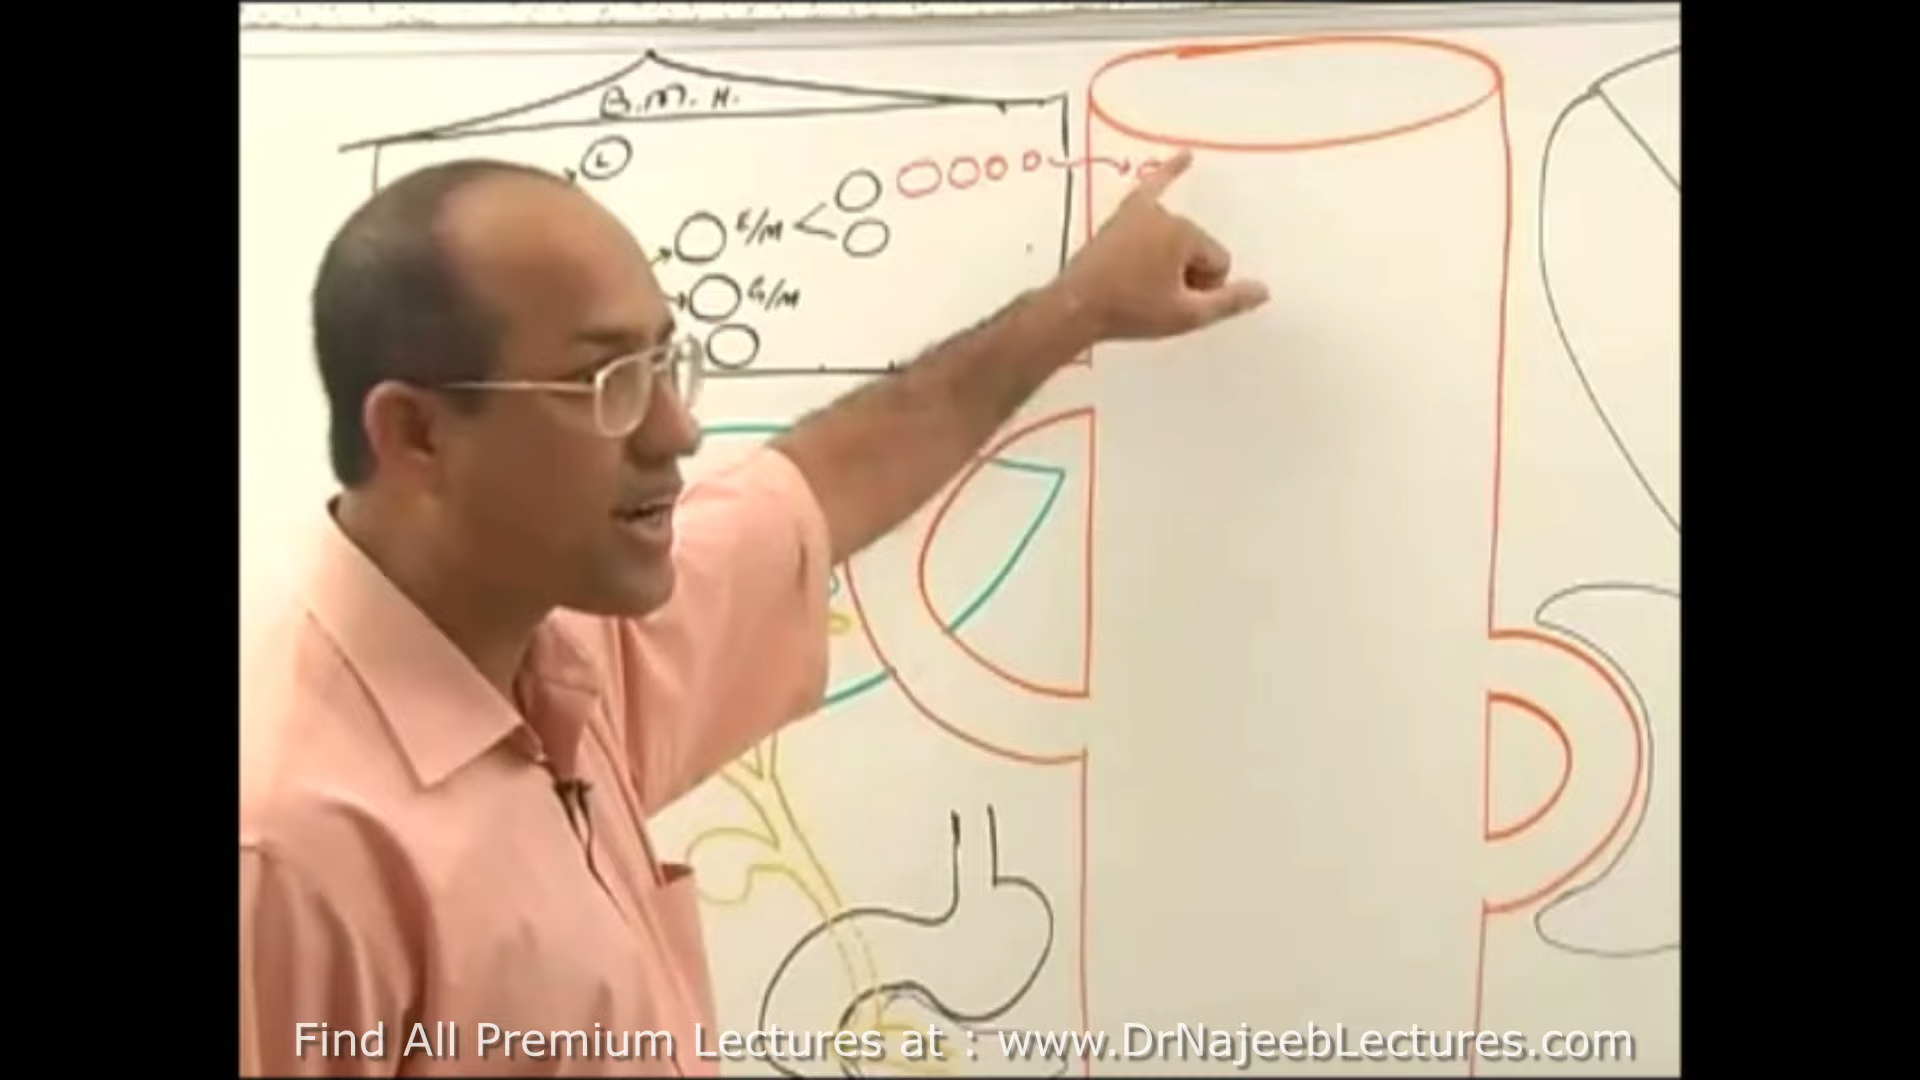 B.M.H.
L
E/M
G/M
Find All Premium Lectures at : www.DrNajeebLectures.com